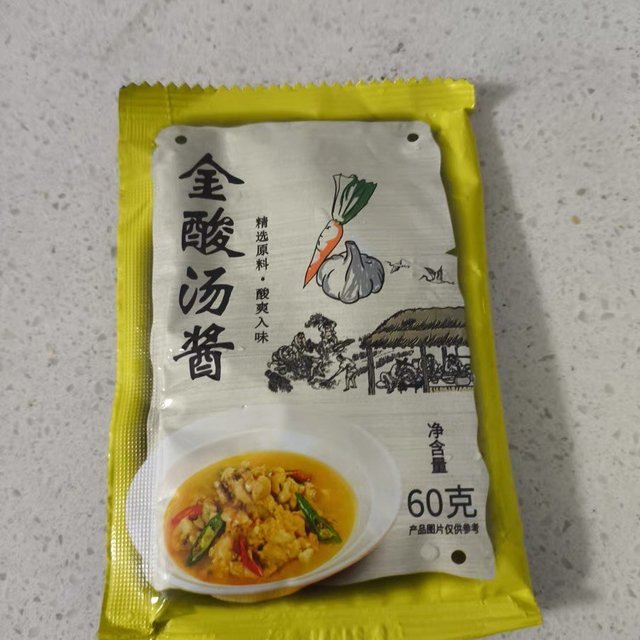 金酸汤酱
精选原料·酸爽入味
净含量
60克
产品图片仅供参考